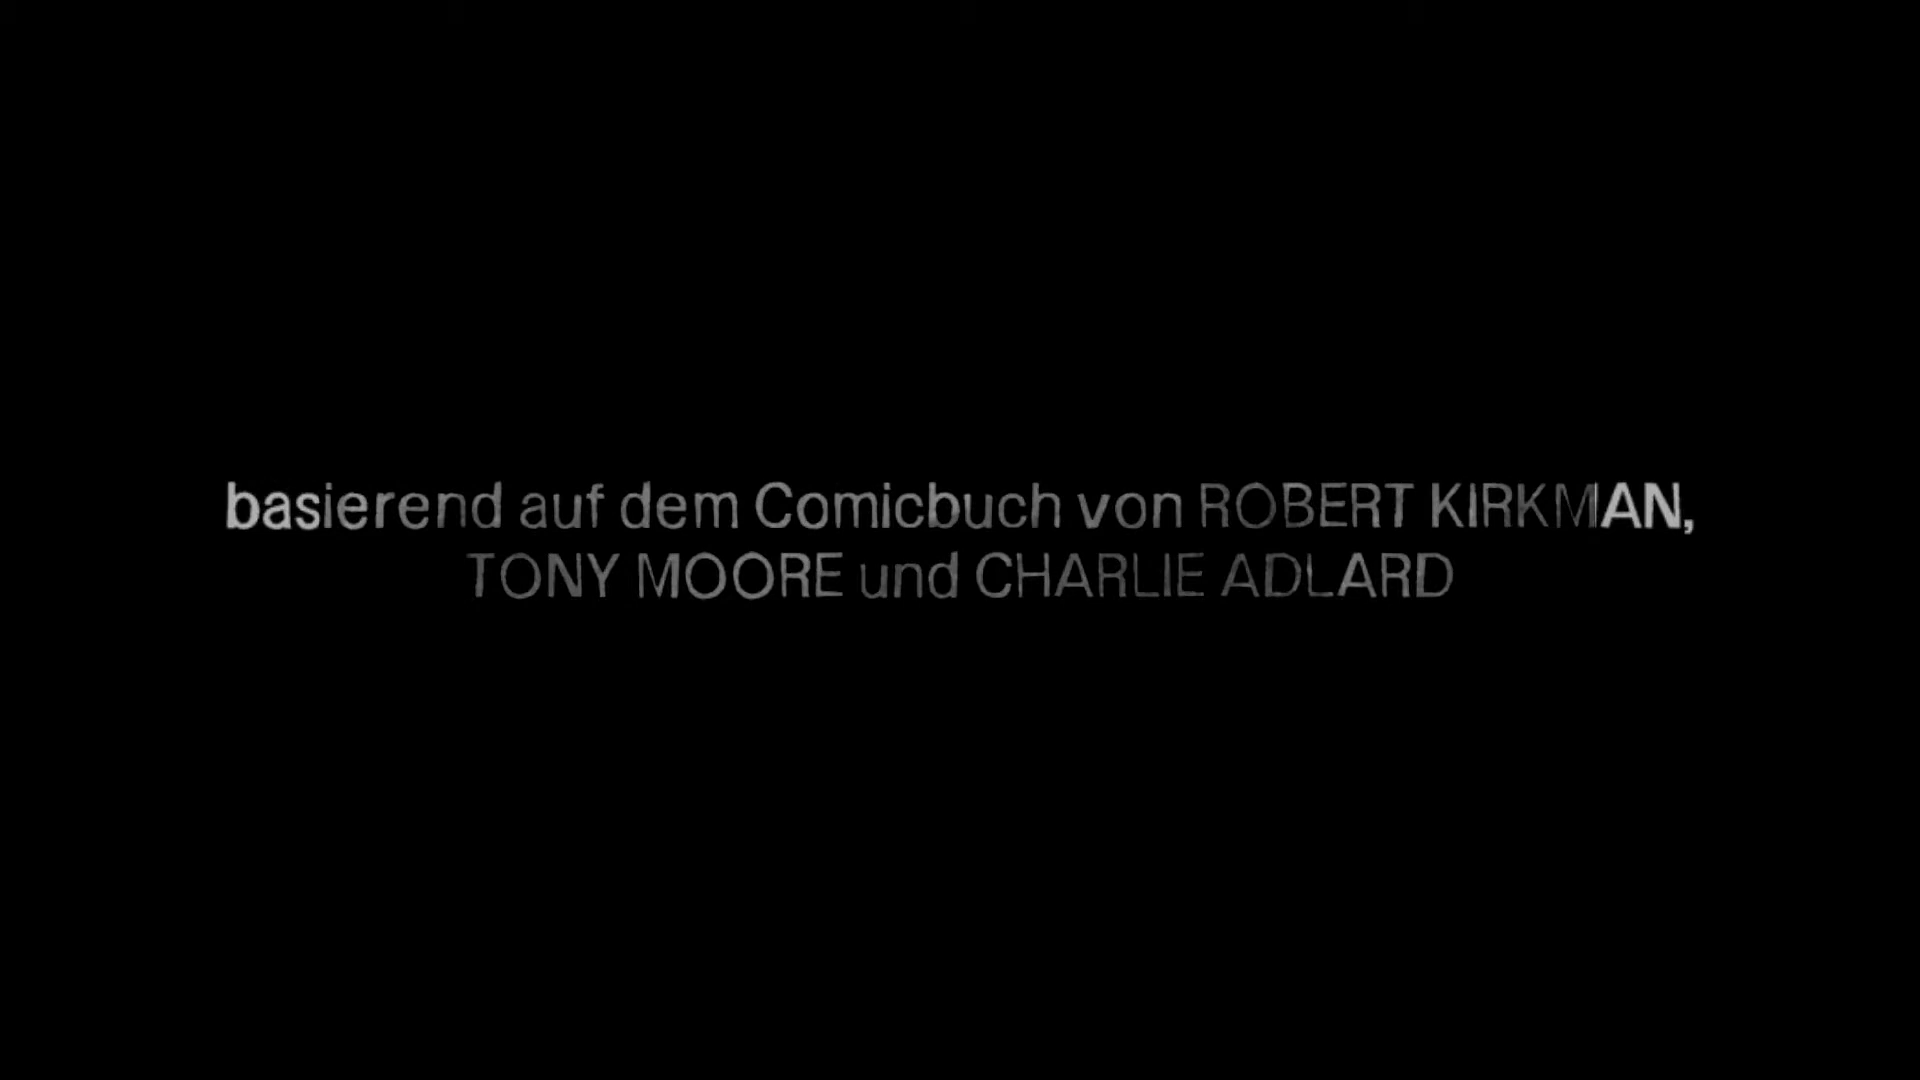 basierend auf dem Comicbuch von ROBERT KIRKMAN,
TONY MOORE und CHARLIE ADLARD